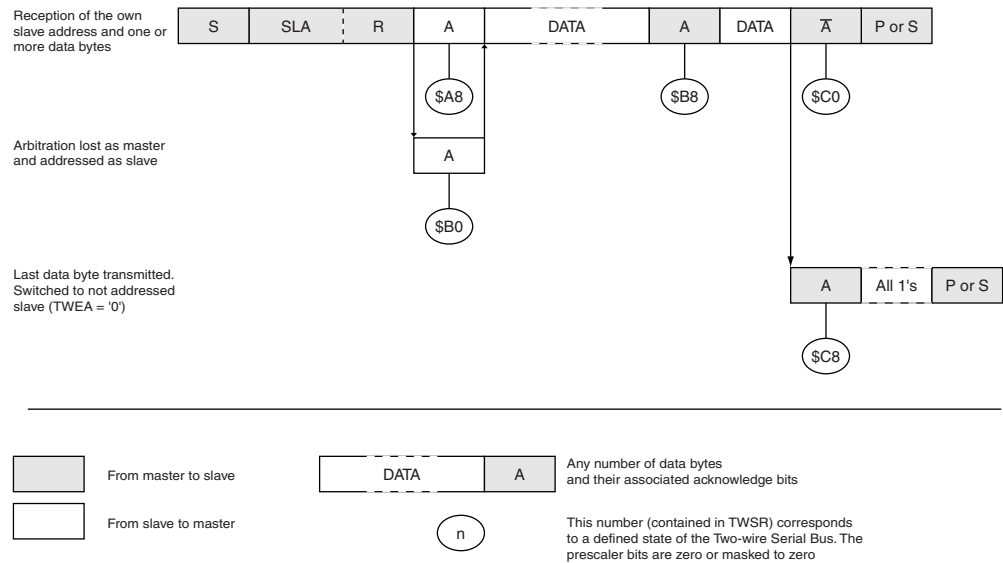 Reception of the own
slave address and one or
more data bytes
S SLA R A DATA A DATA A̅ P or S
$A8 $B8 $C0
Arbitration lost as master
and addressed as slave
A
$B0
Last data byte transmitted.
Switched to not addressed
slave (TWEA = '0')
A All 1's P or S
$C8
From master to slave
DATA A
Any number of data bytes
and their associated acknowledge bits
From slave to master
n
This number (contained in TWSR) corresponds
to a defined state of the Two-wire Serial Bus. The
prescaler bits are zero or masked to zero